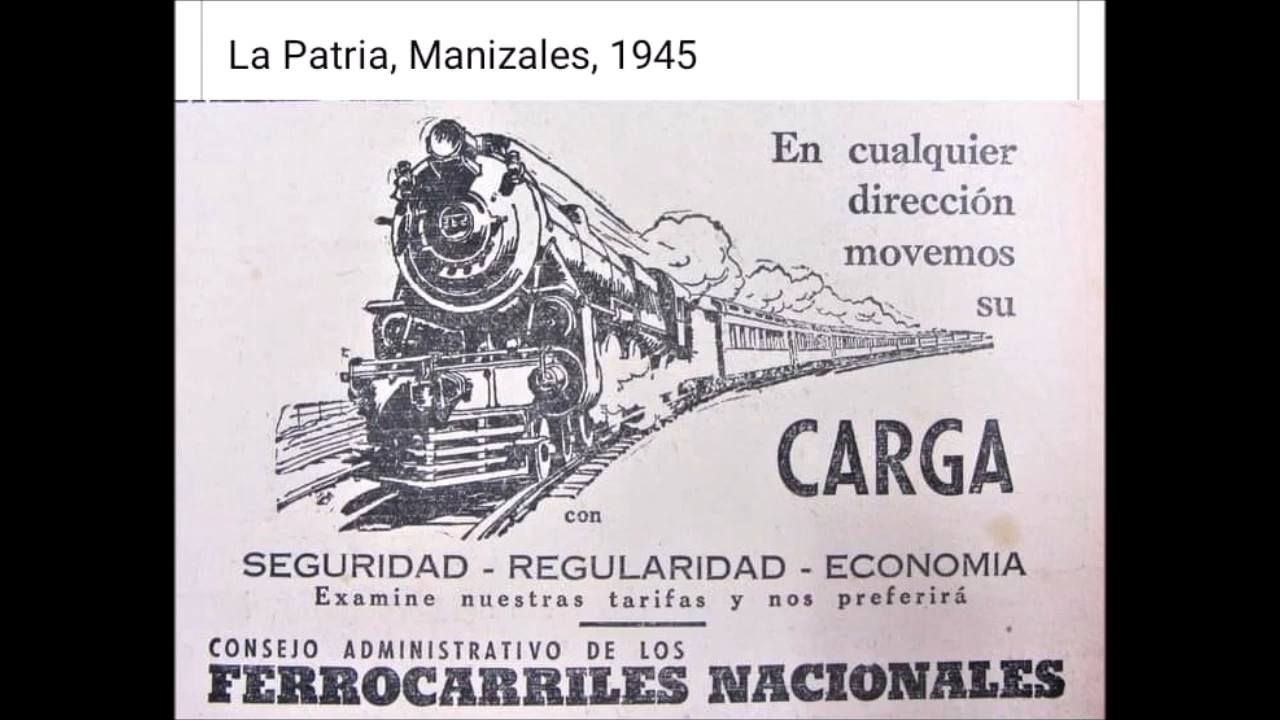 La Patria, Manizales, 1945
En cualquier
dirección
movemos
su
CARGA
con
SEGURIDAD - REGULARIDAD - ECONOMIA
Examine nuestras tarifas y nos preferirá
CONSEJO ADMINISTRATIVO DE LOS
FERROCARRILES NACIONALES